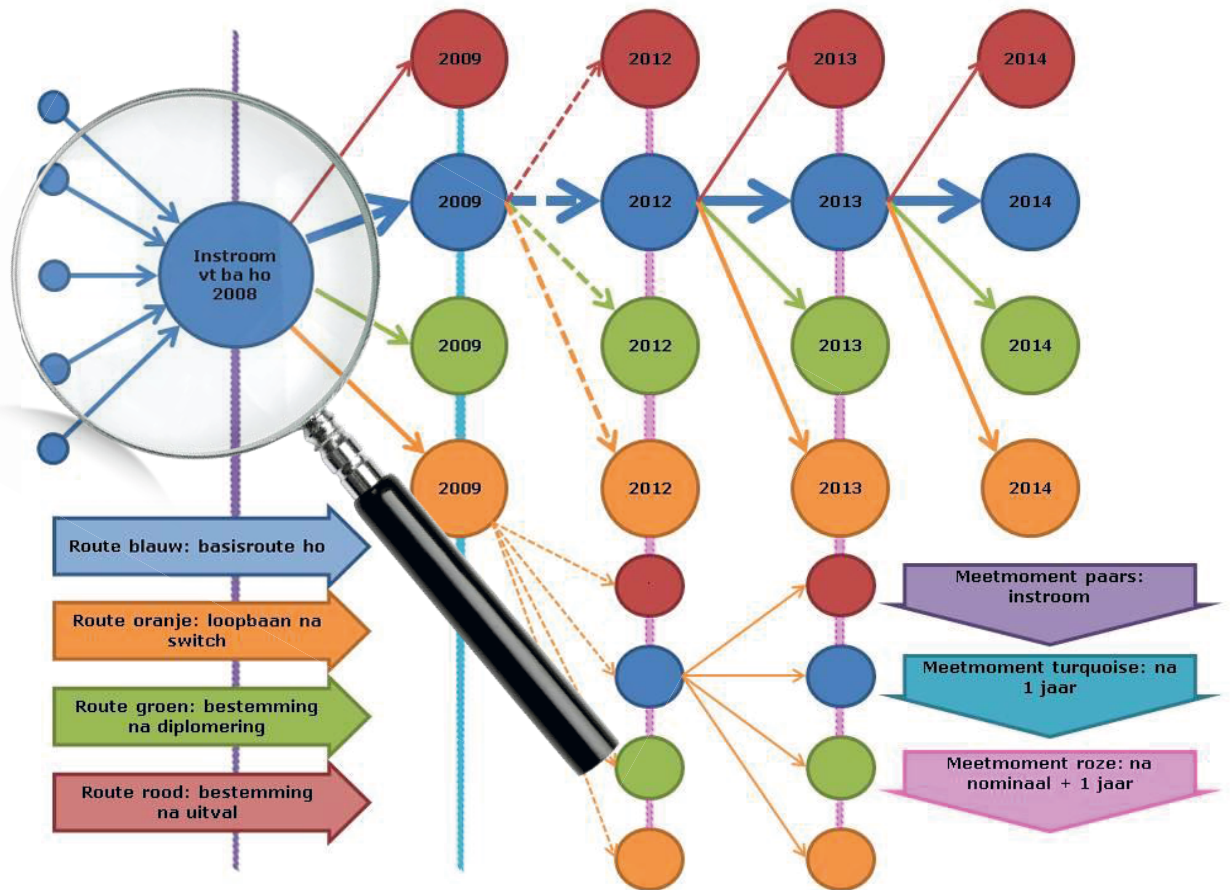 2009
2012
2013
2014
2009
2012
2013
2014
Instroom
vt ba ho
2008
2009
2012
2013
2014
2009
2012
2013
2014
Route blauw: basisroute ho
Route oranje: loopbaan na
switch
Route groen: bestemming
na diplomering
Route rood: bestemming
na uitval
Meetmoment paars:
instroom
Meetmoment turquoise: na
1 jaar
Meetmoment roze: na
nominaal + 1 jaar